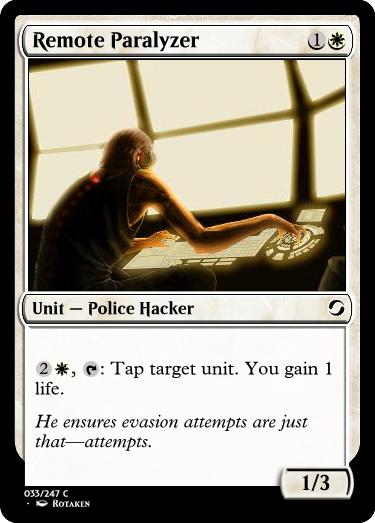 Remote Paralyzer 1
Unit — Police Hacker
2 , : Tap target unit. You gain 1
life.
He ensures evasion attempts are just
that—attempts.
1/3
033/247 C
· Rotaken